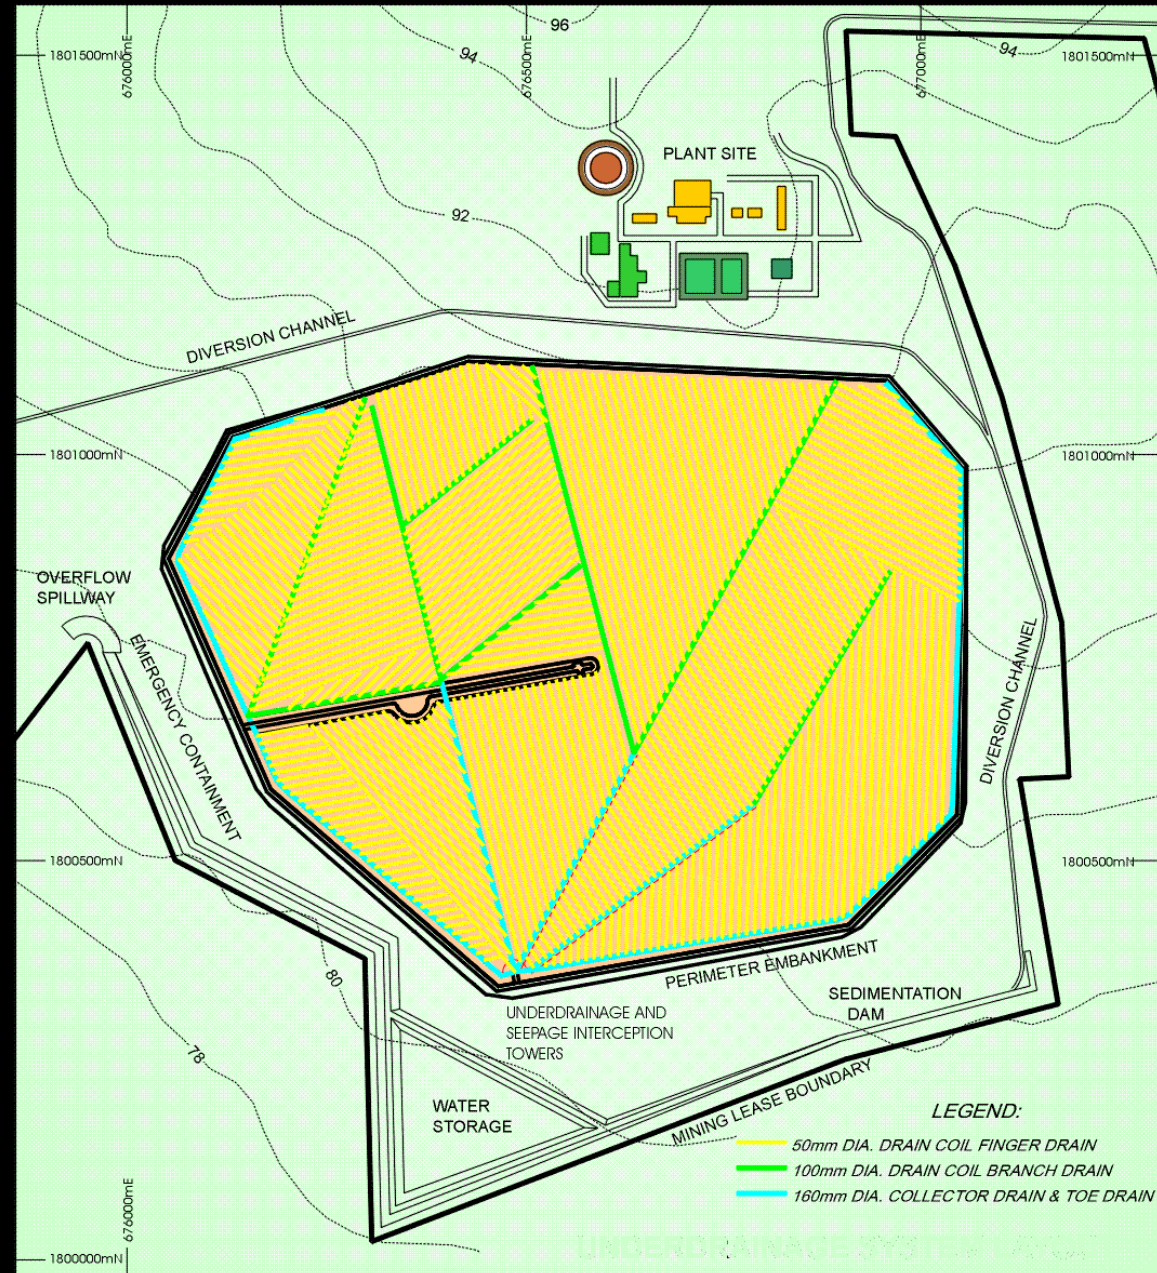 96
94
94
1801500mN
676000mE
676500mE
677000mE
1801500mN
PLANT SITE
92
DIVERSION CHANNEL
1801000mN
1801000mN
OVERFLOW
SPILLWAY
EMERGENCY CONTAINMENT
DIVERSION CHANNEL
1800500mN
1800500mN
PERIMETER EMBANKMENT
80
SEDIMENTATION
DAM
UNDERDRAINAGE AND
SEEPAGE INTERCEPTION
TOWERS
78
WATER
STORAGE
MINING LEASE BOUNDARY
LEGEND:
50mm DIA. DRAIN COIL FINGER DRAIN
100mm DIA. DRAIN COIL BRANCH DRAIN
160mm DIA. COLLECTOR DRAIN & TOE DRAIN
676000mE
1800000mN
UNDERDRAINAGE SYSTEM